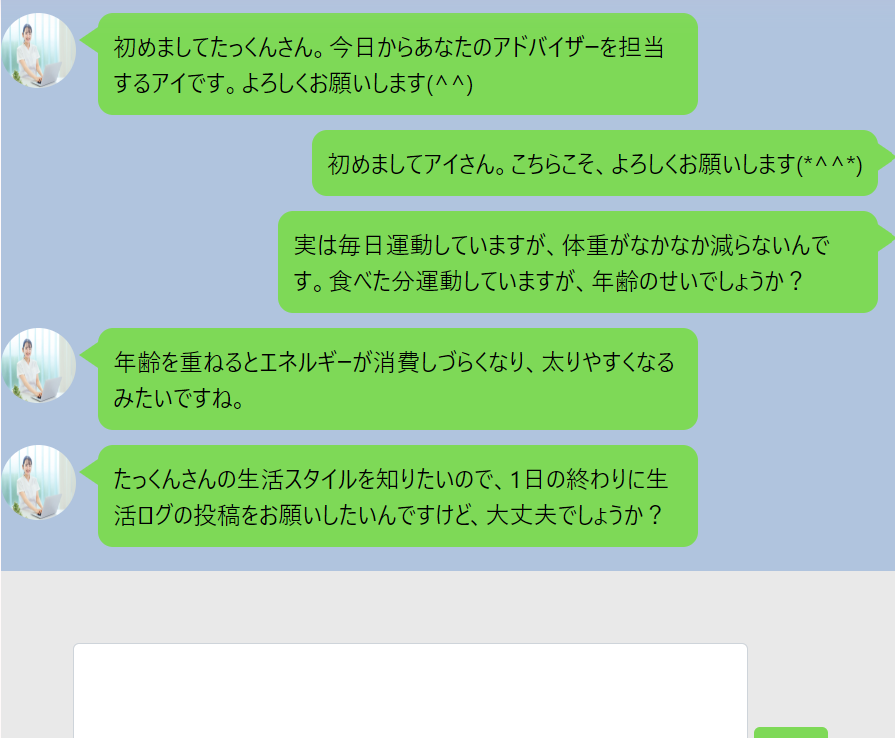 初めましてたっくんさん。今日からあなたのアドバイザーを担当
するアイです。よろしくお願いします(^^)
初めましてアイさん。こちらこそ、よろしくお願いします(*^^*)
実は毎日運動していますが、体重がなかなか減らないんで
す。食べた分運動していますが、年齢のせいでしょうか？
年齢を重ねるとエネルギーが消費しづらくなり、太りやすくなる
みたいですね。
たっくんさんの生活スタイルを知りたいので、1日の終わりに生
活ログの投稿をお願いしたいんですけど、大丈夫でしょうか？